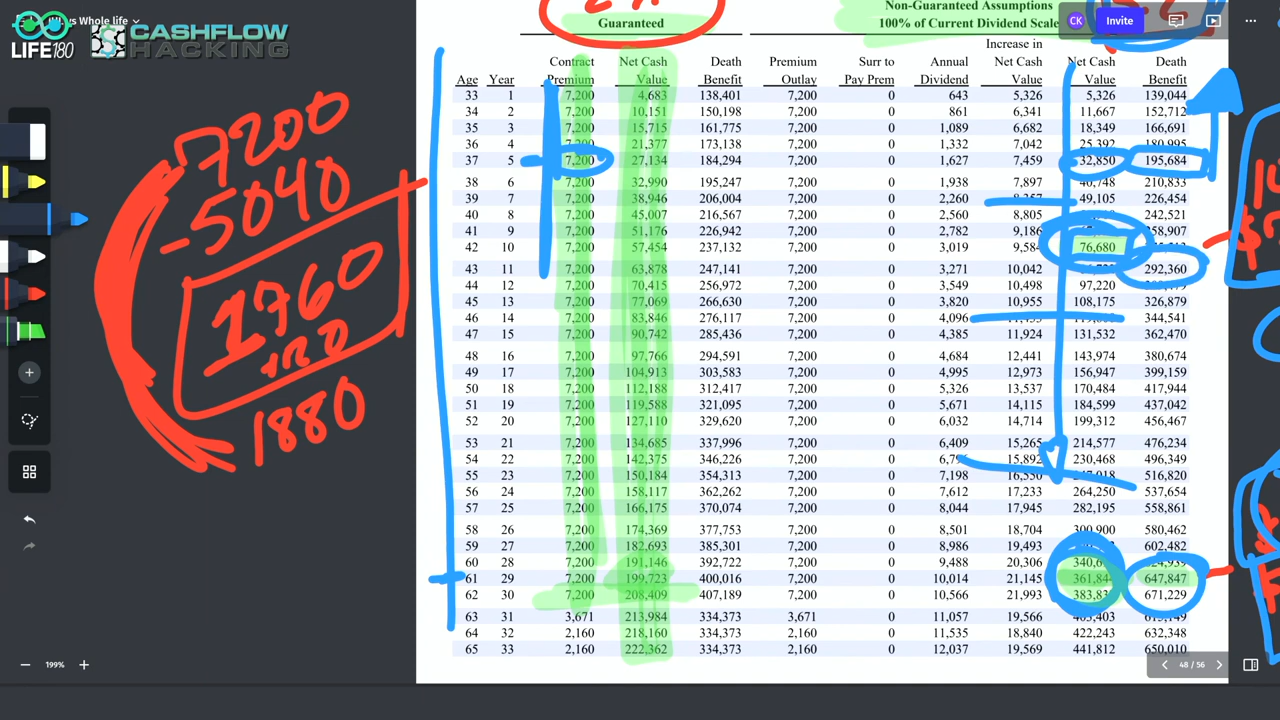 Ways Whole life
LIFE180
CASHFLOW
HACKING
CK
Invite
Non-Guaranteed Assumptions
Guaranteed
100% of Current Dividend Scale
Age Year Contract Premium Net Cash Value Death Benefit Premium Outlay Surr to Pay Prem Annual Dividend Increase in Net Cash Value Net Cash Value Death Benefit
33 1 7,200 4,683 138,401 7,200 0 643 5,326 5,326 139,044
34 2 7,200 10,151 150,198 7,200 0 861 6,341 11,667 152,712
35 3 7,200 15,715 161,775 7,200 0 1,089 6,682 18,349 166,691
36 4 7,200 21,377 173,138 7,200 0 1,332 7,042 25,392 180,995
37 5 7,200 27,134 184,294 7,200 0 1,627 7,459 32,850 195,684
38 6 7,200 32,990 195,247 7,200 0 1,938 7,897 40,748 210,833
39 7 7,200 38,946 206,004 7,200 0 2,260 49,105 226,454
40 8 7,200 45,007 216,567 7,200 0 2,560 8,805 242,521
41 9 7,200 51,176 226,942 7,200 0 2,782 9,186
42 10 7,200 57,454 237,132 7,200 0 3,019 9,584 76,680
43 11 7,200 63,878 247,141 7,200 0 3,271 10,042 292,360
44 12 7,200 70,415 256,972 7,200 0 3,549 10,498 97,220
45 13 7,200 77,069 266,630 7,200 0 3,820 10,955 108,175 326,879
46 14 7,200 83,846 276,117 7,200 0 4,096 344,541
47 15 7,200 90,742 285,436 7,200 0 4,385 11,924 131,532 362,470
48 16 7,200 97,766 294,591 7,200 0 4,684 12,441 143,974 380,674
49 17 7,200 104,913 303,583 7,200 0 4,995 12,973 156,947 399,159
50 18 7,200 112,188 312,417 7,200 0 5,326 13,537 170,484 417,944
51 19 7,200 119,588 321,095 7,200 0 5,671 14,115 184,599 437,042
52 20 7,200 127,110 329,620 7,200 0 6,032 14,714 199,312 456,467
53 21 7,200 134,685 337,996 7,200 0 6,409 15,265 214,577 476,234
54 22 7,200 142,375 346,226 7,200 0 15,892 230,468 496,349
55 23 7,200 150,184 354,313 7,200 0 7,198 16,550 516,820
56 24 7,200 158,117 362,262 7,200 0 7,612 17,233 264,250 537,654
57 25 7,200 166,175 370,074 7,200 0 8,044 17,945 282,195 558,861
58 26 7,200 174,369 377,753 7,200 0 8,501 18,704 300,900 580,462
59 27 7,200 182,693 385,301 7,200 0 8,986 19,493 602,482
60 28 7,200 191,146 392,722 7,200 0 9,488 20,306
61 29 7,200 199,723 400,016 7,200 0 10,014 21,145 361,844 647,847
62 30 7,200 208,409 407,189 7,200 0 10,566 21,993 671,229
63 31 3,671 213,984 334,373 3,671 0 11,057 19,566
64 32 2,160 218,160 334,373 2,160 0 11,535 18,840 422,243 632,348
65 33 2,160 222,362 334,373 2,160 0 12,037 19,569 441,812 650,010
7200
-5040
1760
+120
1880
199%
48 / 56